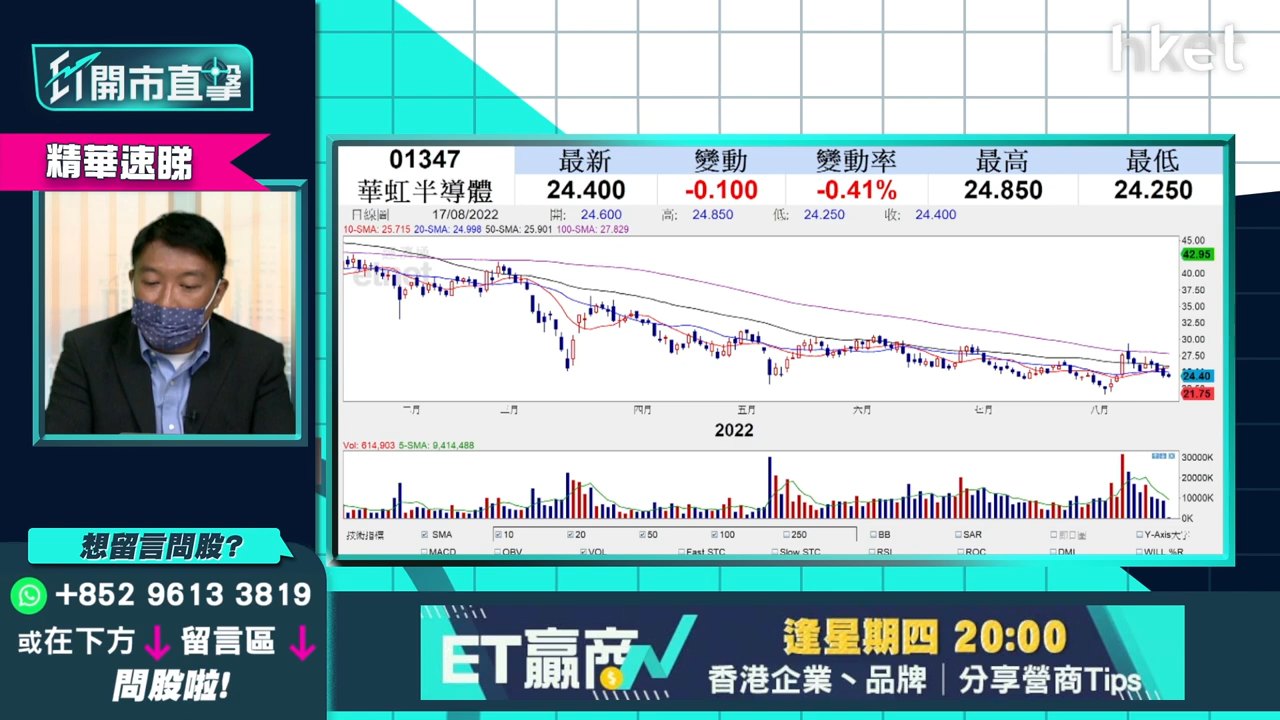 hket
ET開市直擊
精華速睇
01347
華虹半導體
最新 變動 變動率 最高 最低
24.400 -0.100 -0.41% 24.850 24.250
日線圖 17/08/2022 開: 24.600 高: 24.850 低: 24.250 收: 24.400
10-SMA: 25.715 20-SMA: 24.998 50-SMA: 25.901 100-SMA: 27.829
45.00
42.95
40.00
37.50
35.00
32.50
30.00
27.50
24.40
21.75
二月 三月 四月 五月 六月 七月 八月
2022
Vol: 614,903 5-SMA: 9,414,488
30000K
20000K
10000K
0K
技術指標 SMA 10 20 50 100 250 BB SAR 即日圖 Y-Axis大
MACD OBV VOL Fast STC Slow STC RSI ROC DMI WILL %R
想留言問股?
+852 9613 3819
或在下方 留言區
問股啦!
ET贏商
逢星期四 20:00
香港企業、品牌｜分享營商Tips